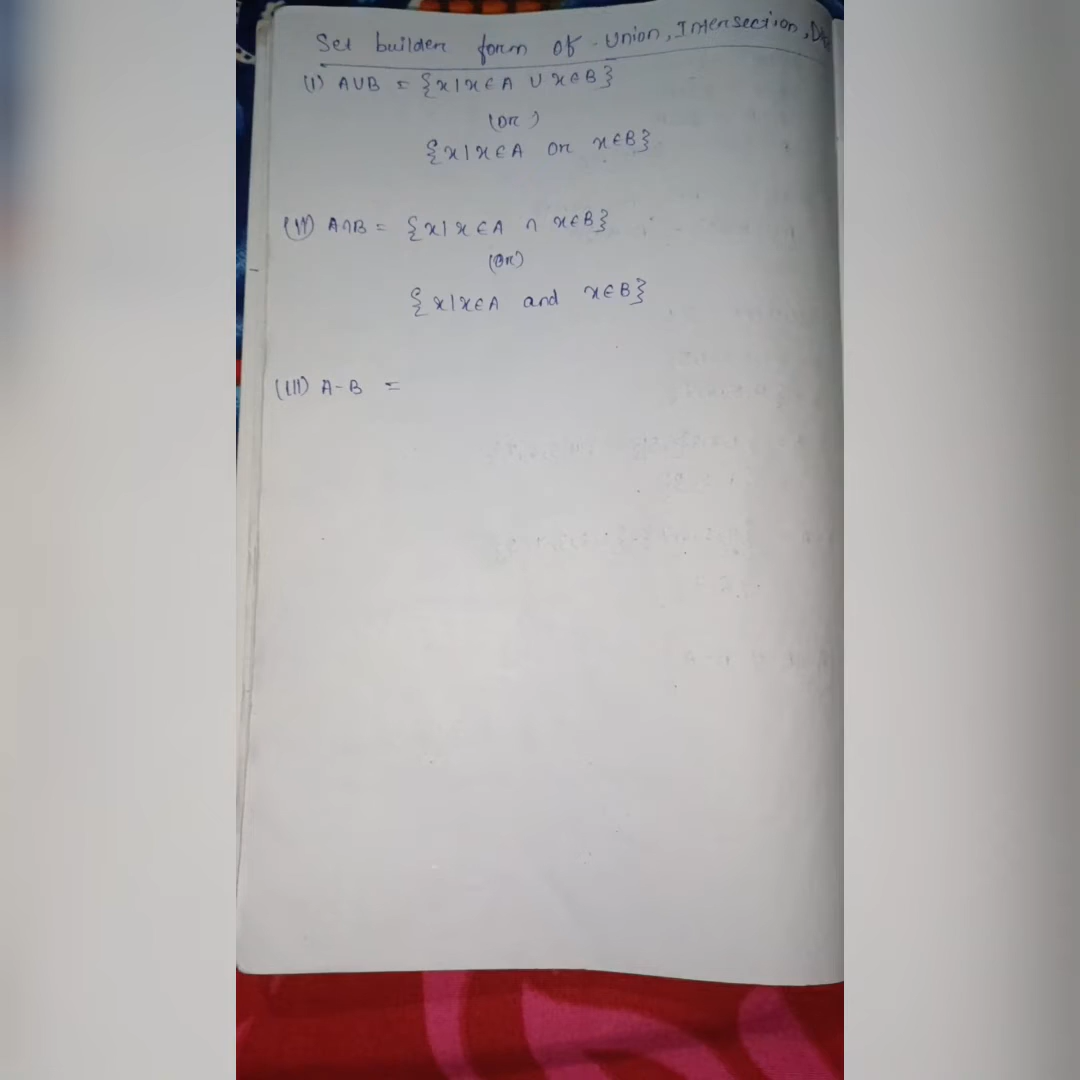 Set builder form of Union, Intersection,
(I) A∪B = {x|x∈A ∪ x∈B}
(Or)
{x|x∈A or x∈B}
(II) A∩B = {x|x∈A ∩ x∈B}
(Or)
{x|x∈A and x∈B}
(III) A-B =